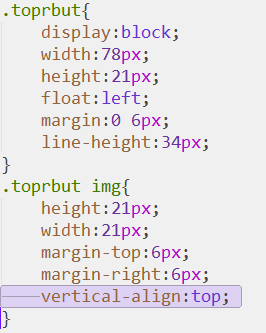 .toprbut{
display:block;
width:78px;
height:21px;
float:left;
margin:0 6px;
line-height:34px;
}
.toprbut img{
height:21px;
width:21px;
margin-top:6px;
margin-right:6px;
vertical-align:top;
}